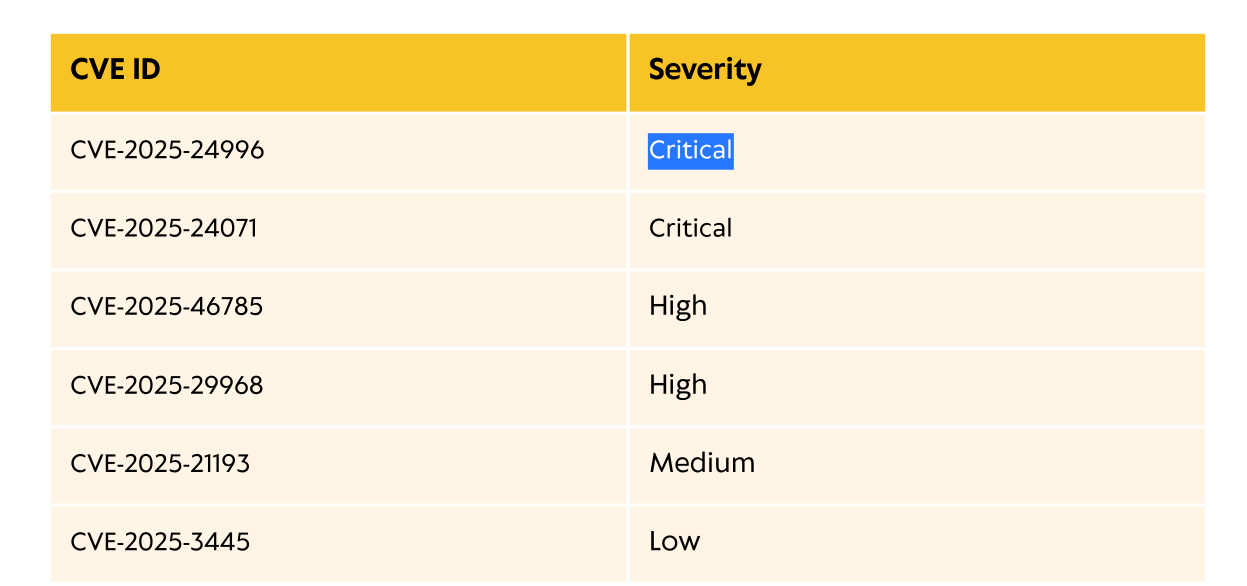 CVE ID Severity
CVE-2025-24996 Critical
CVE-2025-24071 Critical
CVE-2025-46785 High
CVE-2025-29968 High
CVE-2025-21193 Medium
CVE-2025-3445 Low